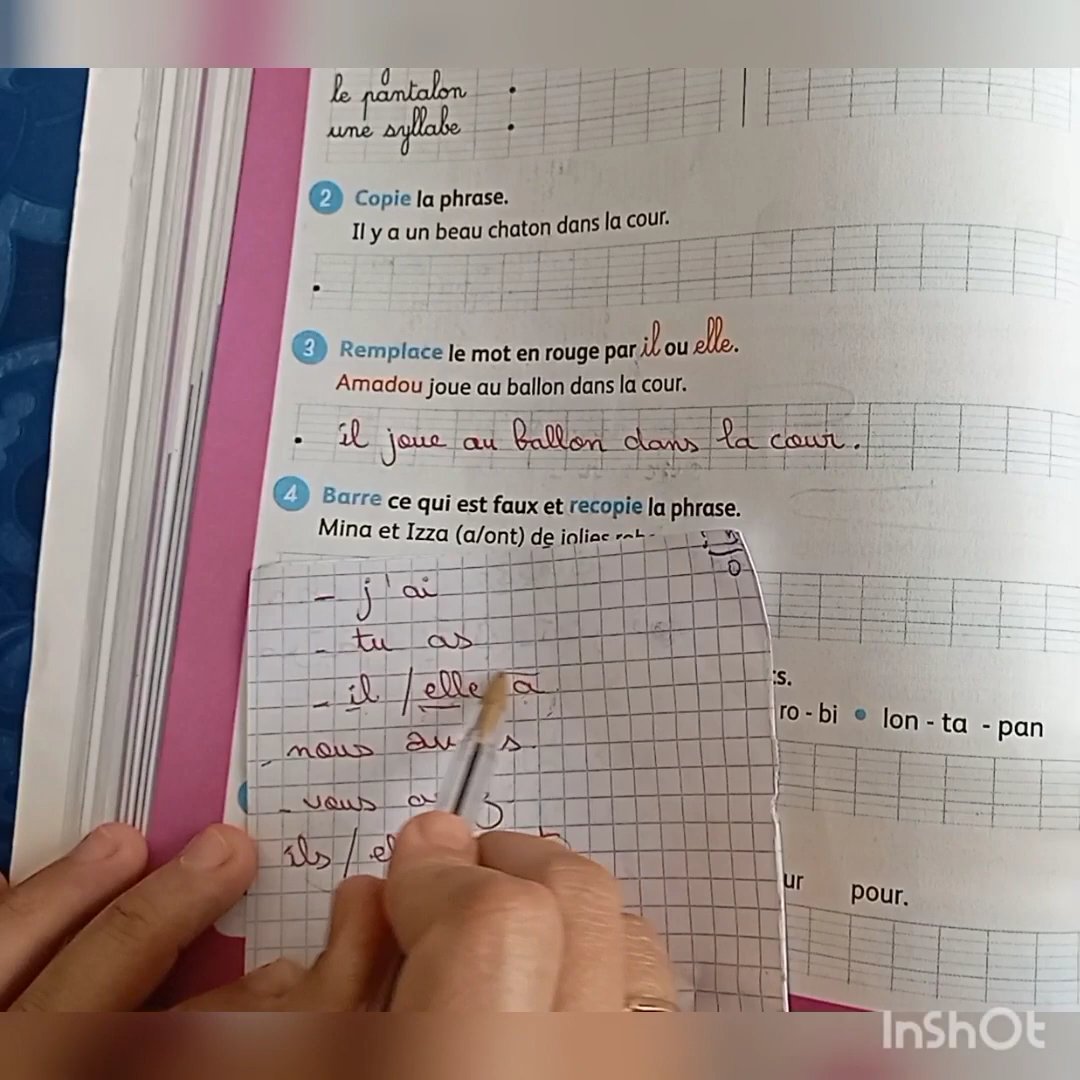 le pantalon
une syllabe
2 Copie la phrase.
Il y a un beau chaton dans la cour.
3 Remplace le mot en rouge par il ou elle.
Amadou joue au ballon dans la cour.
il joue au ballon dans la cour.
4 Barre ce qui est faux et recopie la phrase.
Mina et Izza (a/ont) de jolies
- j'ai
- tu as
- il / elle a
- nous
- vous
ils /
s.
ro - bi • lon - ta - pan
ur pour.
InShOt